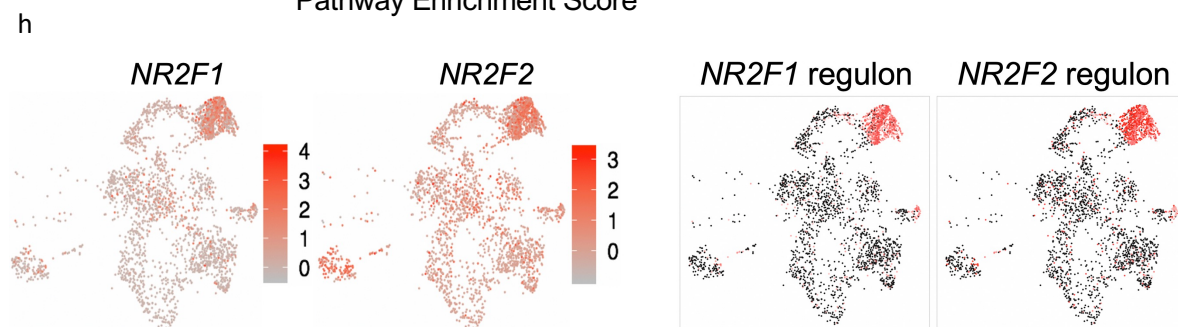 Pathway Enrichment Score
h
NR2F1
NR2F2
NR2F1 regulon
NR2F2 regulon
4
3
2
1
0
3
2
1
0